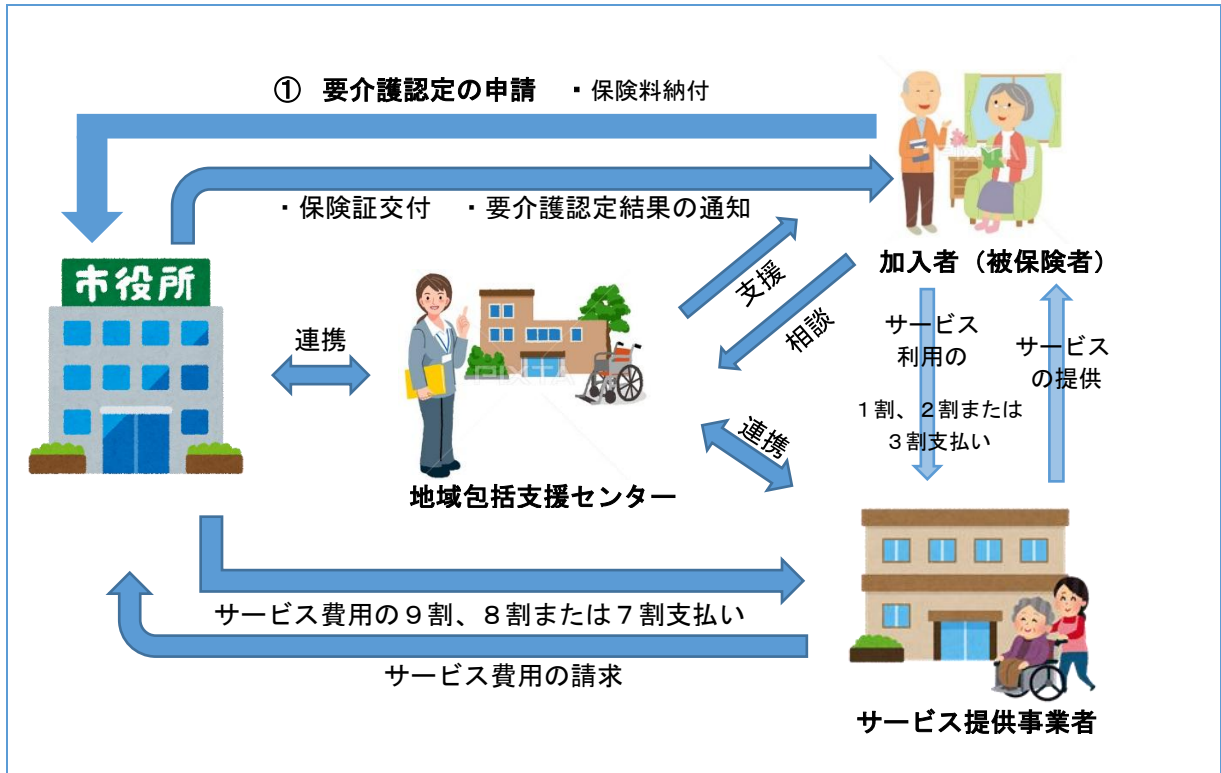 ① 要介護認定の申請 ・保険料納付
・保険証交付 ・要介護認定結果の通知
市役所
連携
地域包括支援センター
支援
相談
加入者（被保険者）
サービス
利用の
１割、２割または
３割支払い
サービス
の提供
連携
サービス費用の９割、８割または７割支払い
サービス費用の請求
サービス提供事業者